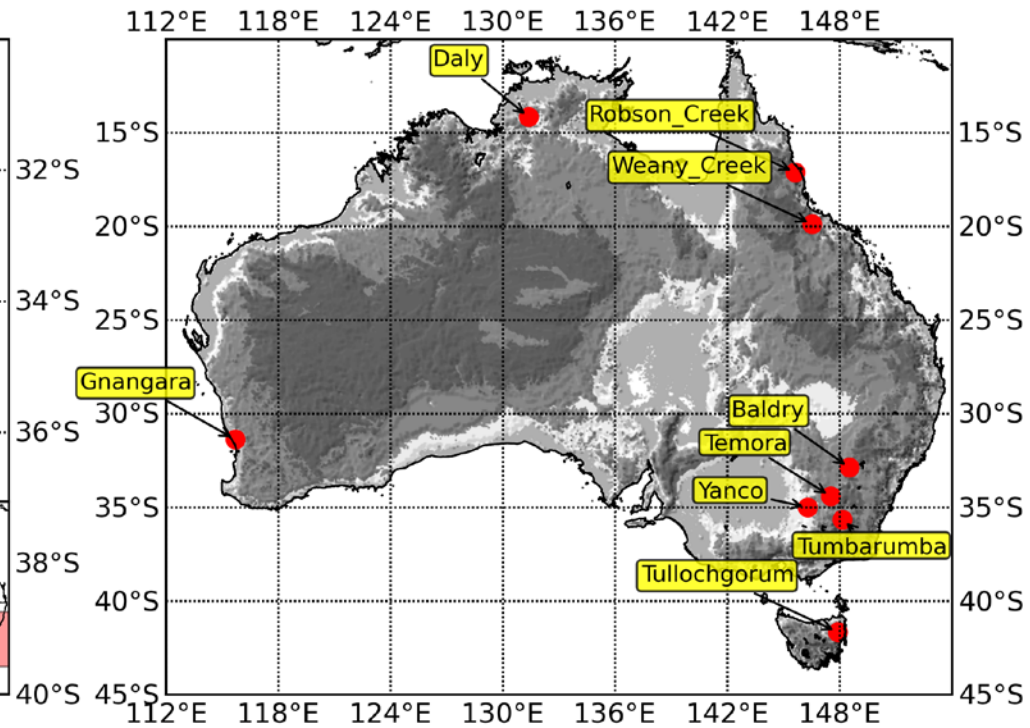 112°E 118°E 124°E 130°E 136°E 142°E 148°E
Daly
Robson_Creek
15°S 15°S
32°S
Weany_Creek
20°S 20°S
34°S
25°S 25°S
Gnangara
30°S 30°S
Baldry
36°S
Temora
Yanco
35°S 35°S
Tumbarumba
38°S
Tullochgorum
40°S 40°S
40°S 45°S 45°S
112°E 118°E 124°E 130°E 136°E 142°E 148°E